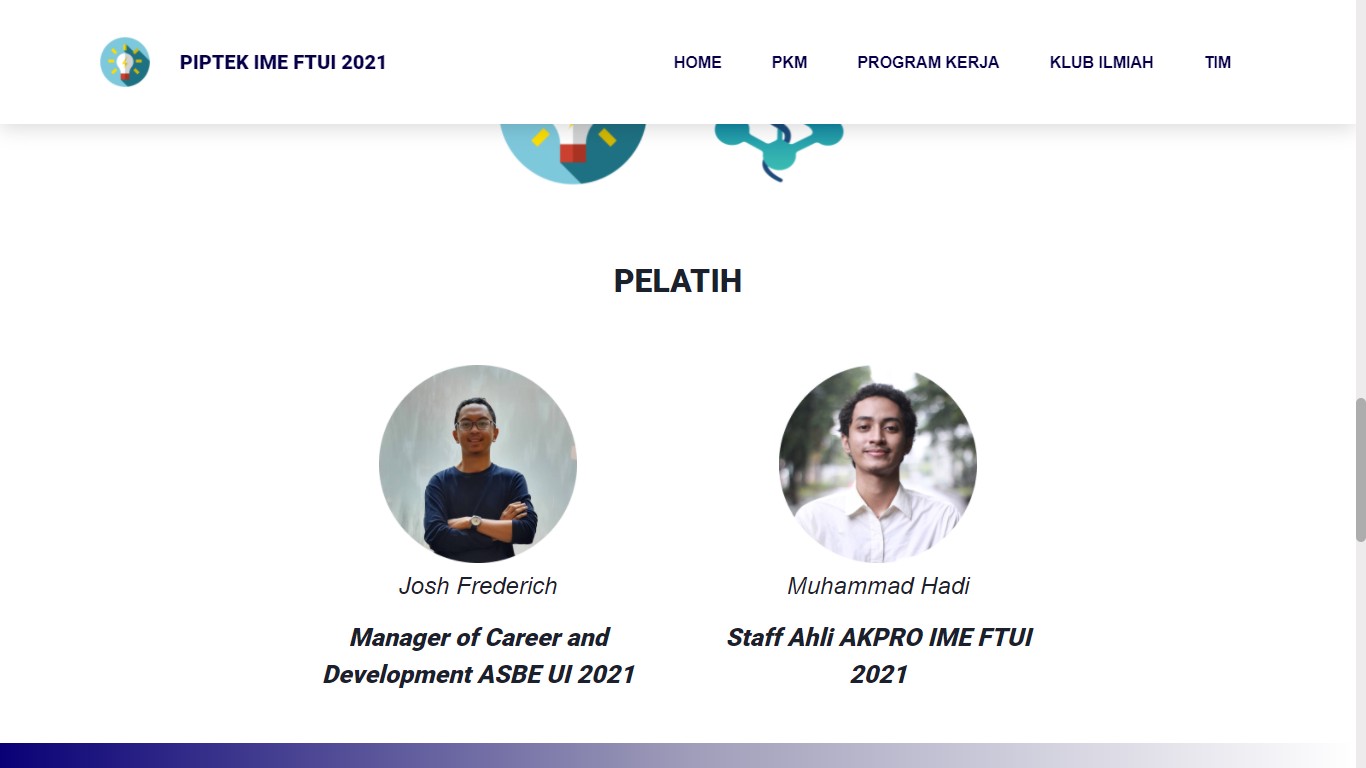 PIPTEK IME FTUI 2021
HOME PKM PROGRAM KERJA KLUB ILMIAH TIM
PELATIH
Josh Frederich
Manager of Career and
Development ASBE UI 2021
Muhammad Hadi
Staff Ahli AKPRO IME FTUI
2021